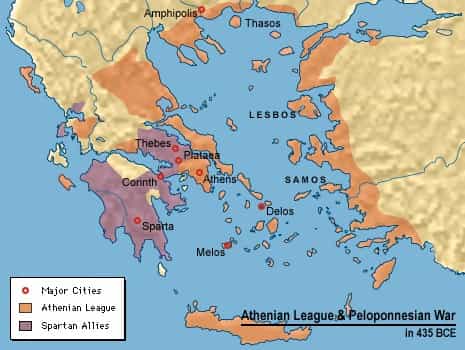 Amphipolis
Thasos
LESBOS
Thebes
Plataea
Athens
Corinth
SAMOS
Delos
Sparta
Melos
Major Cities
Athenian League
Spartan Allies
Athenian League & Peloponnesian War
in 435 BCE